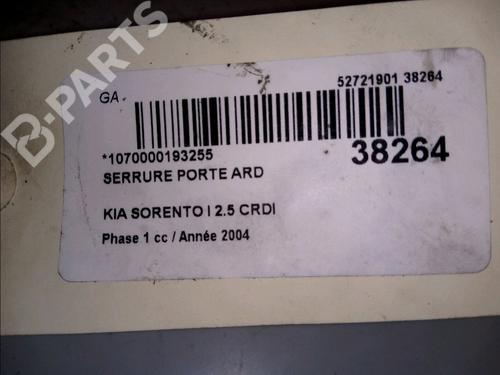 B-PARTS
GA
52721901 38264
*1070000193255
38264
SERRURE PORTE ARD
KIA SORENTO I 2.5 CRDI
Phase 1 cc / Année 2004